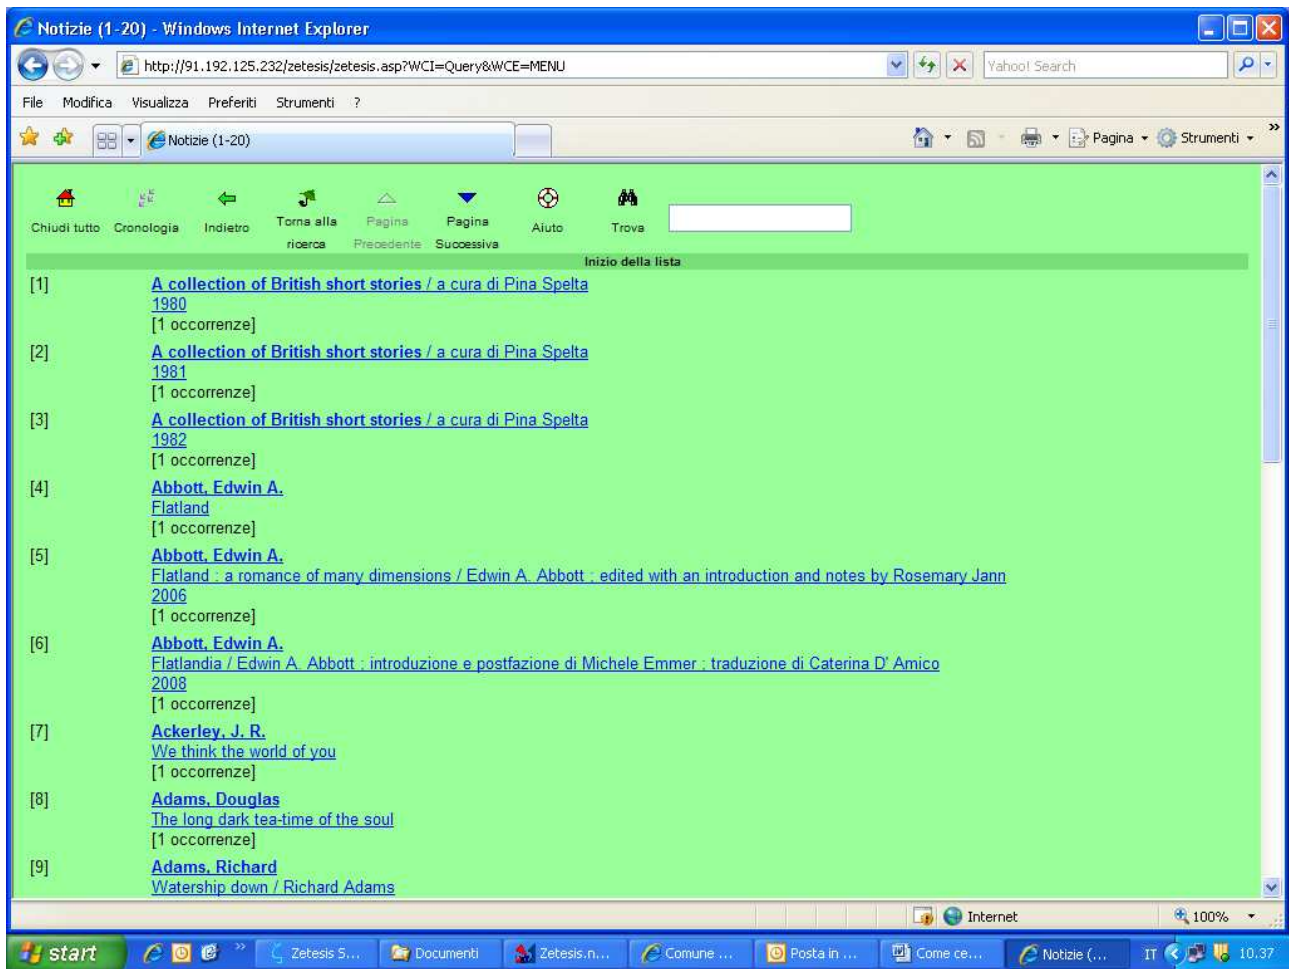 Notizie (1-20) - Windows Internet Explorer
http://91.192.125.232/zetesis/zetesis.asp?WCI=Query&WCE=MENU
Yahoo! Search
File Modifica Visualizza Preferiti Strumenti ?
Notizie (1-20)
Pagina Strumenti »
Chiudi tutto Cronologia Indietro Torna alla ricerca Pagina Precedente Pagina Successiva Aiuto Trova
Inizio della lista
[1] A collection of British short stories / a cura di Pina Spelta
1980
[1 occorrenze]
[2] A collection of British short stories / a cura di Pina Spelta
1981
[1 occorrenze]
[3] A collection of British short stories / a cura di Pina Spelta
1982
[1 occorrenze]
[4] Abbott, Edwin A.
Flatland
[1 occorrenze]
[5] Abbott, Edwin A.
Flatland : a romance of many dimensions / Edwin A. Abbott ; edited with an introduction and notes by Rosemary Jann
2006
[1 occorrenze]
[6] Abbott, Edwin A.
Flatlandia / Edwin A. Abbott ; introduzione e postfazione di Michele Emmer ; traduzione di Caterina D' Amico
2008
[1 occorrenze]
[7] Ackerley, J. R.
We think the world of you
[1 occorrenze]
[8] Adams, Douglas
The long dark tea-time of the soul
[1 occorrenze]
[9] Adams, Richard
Watership down / Richard Adams
Internet 100%
start » Zetesis S... Documenti Zetesis.n... Comune ... Posta in ... Come ce... Notizie (... IT 10.37